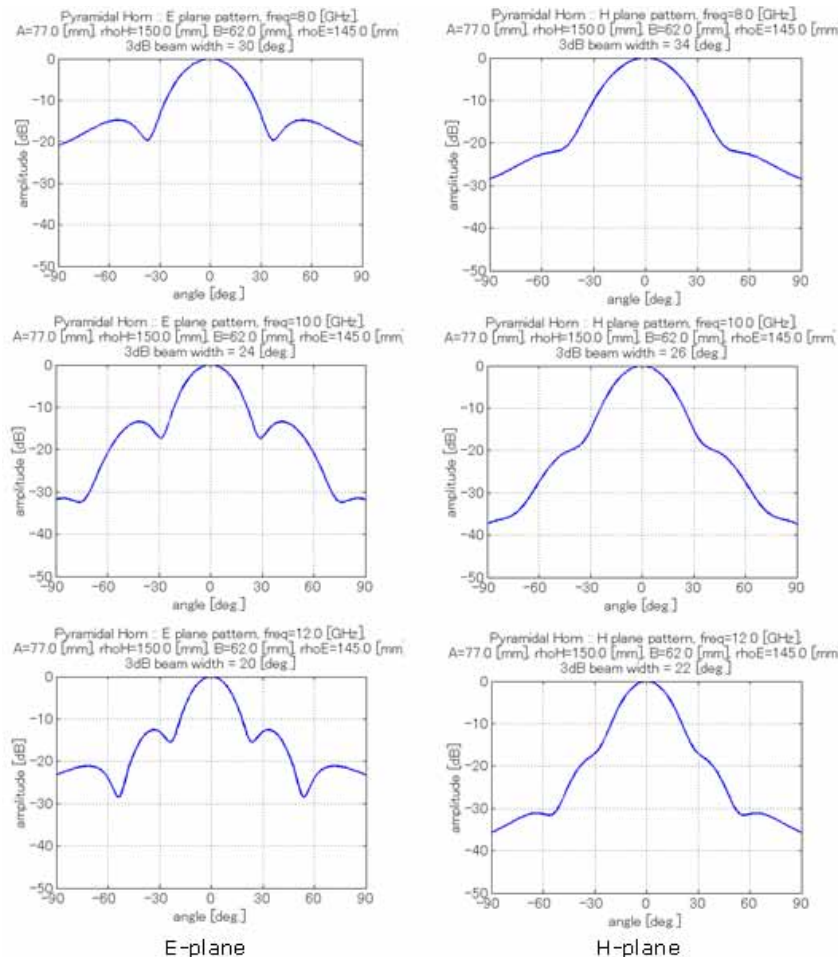 Pyramidal Horn :: E plane pattern, freq=8.0 [GHz],
A=77.0 [mm], rhoH=150.0 [mm], B=62.0 [mm], rhoE=145.0 [mm
3dB beam width = 30 [deg.]
0
-10
-20
-30
-40
-50
amplitude [dB]
-90
-60
-30
0
30
60
90
angle [deg.]
Pyramidal Horn :: H plane pattern, freq=8.0 [GHz],
A=77.0 [mm], rhoH=150.0 [mm], B=62.0 [mm], rhoE=145.0 [mm
3dB beam width = 34 [deg.]
0
-10
-20
-30
-40
-50
amplitude [dB]
-90
-60
-30
0
30
60
90
angle [deg.]
Pyramidal Horn :: E plane pattern, freq=10.0 [GHz],
A=77.0 [mm], rhoH=150.0 [mm], B=62.0 [mm], rhoE=145.0 [mm
3dB beam width = 24 [deg.]
0
-10
-20
-30
-40
-50
amplitude [dB]
-90
-60
-30
0
30
60
90
angle [deg.]
Pyramidal Horn :: H plane pattern, freq=10.0 [GHz],
A=77.0 [mm], rhoH=150.0 [mm], B=62.0 [mm], rhoE=145.0 [mm
3dB beam width = 26 [deg.]
0
-10
-20
-30
-40
-50
amplitude [dB]
-90
-60
-30
0
30
60
90
angle [deg.]
Pyramidal Horn :: E plane pattern, freq=12.0 [GHz],
A=77.0 [mm], rhoH=150.0 [mm], B=62.0 [mm], rhoE=145.0 [mm
3dB beam width = 20 [deg.]
0
-10
-20
-30
-40
-50
amplitude [dB]
-90
-60
-30
0
30
60
90
angle [deg.]
Pyramidal Horn :: H plane pattern, freq=12.0 [GHz],
A=77.0 [mm], rhoH=150.0 [mm], B=62.0 [mm], rhoE=145.0 [mm
3dB beam width = 22 [deg.]
0
-10
-20
-30
-40
-50
amplitude [dB]
-90
-60
-30
0
30
60
90
angle [deg.]
E-plane
H-plane